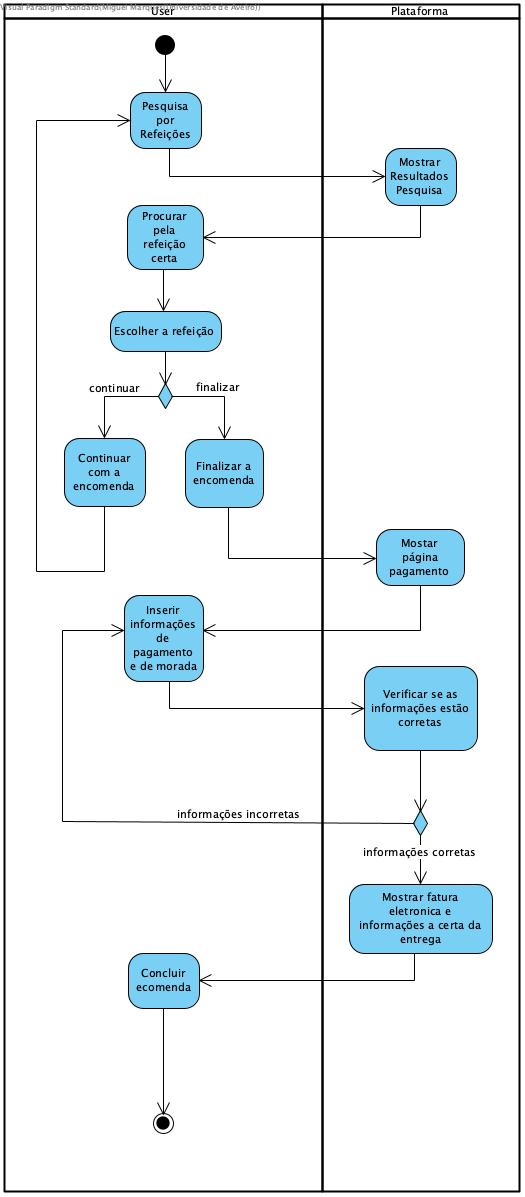 Visual Paradigm Standard(Miguel Marques(Universidade de Aveiro))
User
Plataforma
Pesquisa
por
Refeições
Mostrar
Resultados
Pesquisa
Procurar
pela
refeição
certa
Escolher a refeição
continuar
finalizar
Continuar
com a
encomenda
Finalizar a
encomenda
Mostar
página
pagamento
Inserir
informações
de
pagamento
e de morada
Verificar se as
informações estão
corretas
informações incorretas
informações corretas
Mostrar fatura
eletronica e
informações a certa da
entrega
Concluir
ecomenda